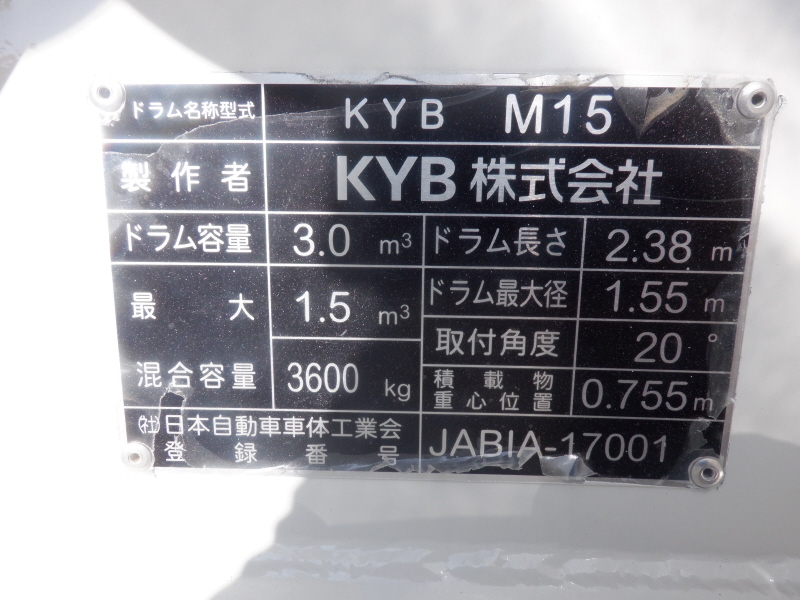 ドラム名称型式 KYB M15
製作者 KYB株式会社
ドラム容量 3.0 m³ ドラム長さ 2.38 m
最大 1.5 m³ ドラム最大径 1.55 m
取付角度 20°
混合容量 3600 kg 積載物重心位置 0.755m
(社)日本自動車車体工業会
登録番号 JABIA-17001